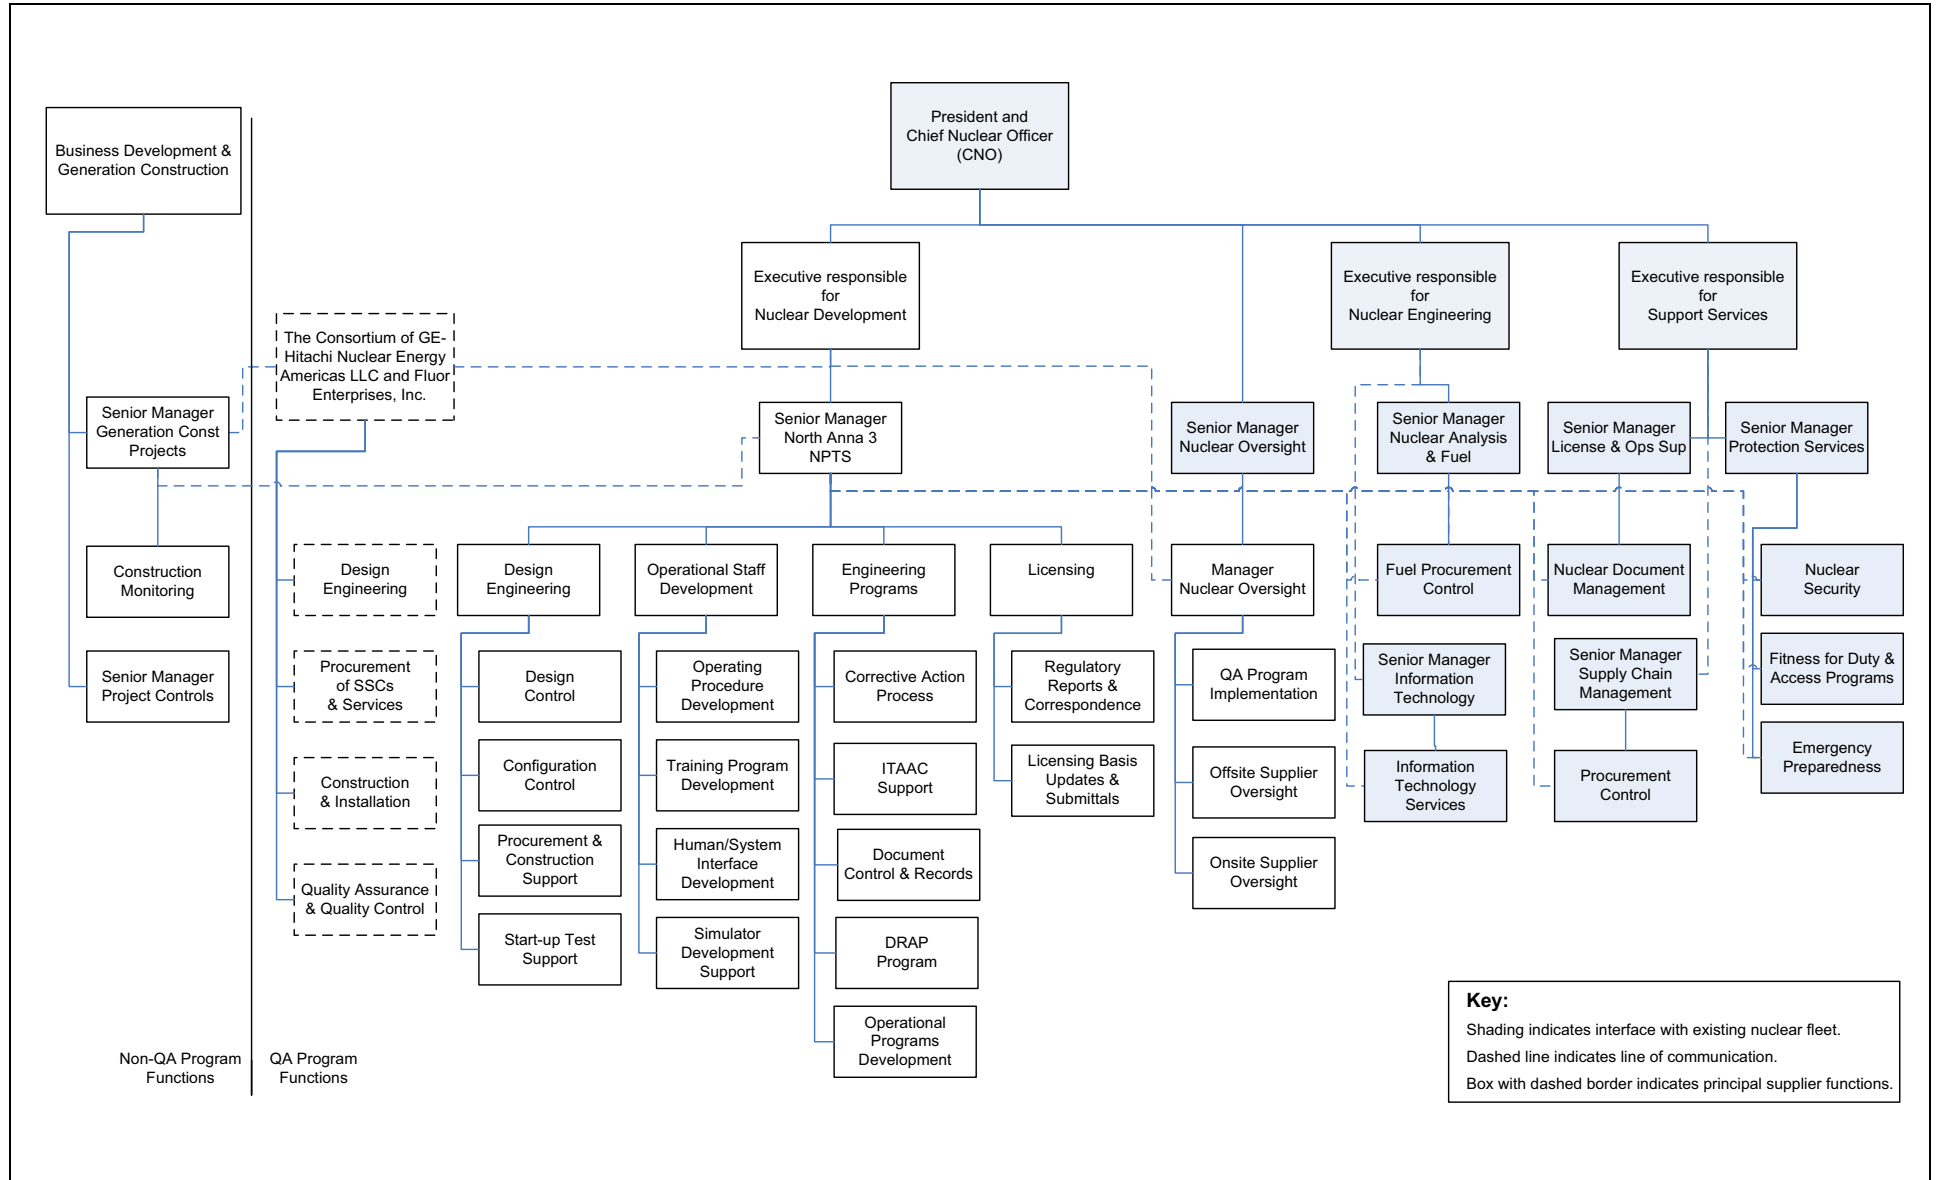 President and
Chief Nuclear Officer
(CNO)
Business Development &
Generation Construction
Executive responsible
for
Nuclear Development
Executive responsible
for
Nuclear Engineering
Executive responsible
for
Support Services
The Consortium of GE-
Hitachi Nuclear Energy
Americas LLC and Fluor
Enterprises, Inc.
Senior Manager
Generation Const
Projects
Senior Manager
North Anna 3
NPTS
Senior Manager
Nuclear Oversight
Senior Manager
Nuclear Analysis
& Fuel
Senior Manager
License & Ops Sup
Senior Manager
Protection Services
Construction
Monitoring
Design
Engineering
Design
Engineering
Operational Staff
Development
Engineering
Programs
Licensing
Manager
Nuclear Oversight
Fuel Procurement
Control
Nuclear Document
Management
Nuclear
Security
Senior Manager
Project Controls
Procurement
of SSCs
& Services
Design
Control
Operating
Procedure
Development
Corrective Action
Process
Regulatory
Reports &
Correspondence
QA Program
Implementation
Senior Manager
Information
Technology
Senior Manager
Supply Chain
Management
Fitness for Duty &
Access Programs
Construction
& Installation
Configuration
Control
Training Program
Development
ITAAC
Support
Licensing Basis
Updates &
Submittals
Offsite Supplier
Oversight
Information
Technology
Services
Procurement
Control
Emergency
Preparedness
Quality Assurance
& Quality Control
Procurement &
Construction
Support
Human/System
Interface
Development
Document
Control & Records
Onsite Supplier
Oversight
Start-up Test
Support
Simulator
Development
Support
DRAP
Program
Operational
Programs
Development
Non-QA Program
Functions
QA Program
Functions
Key:
Shading indicates interface with existing nuclear fleet.
Dashed line indicates line of communication.
Box with dashed border indicates principal supplier functions.